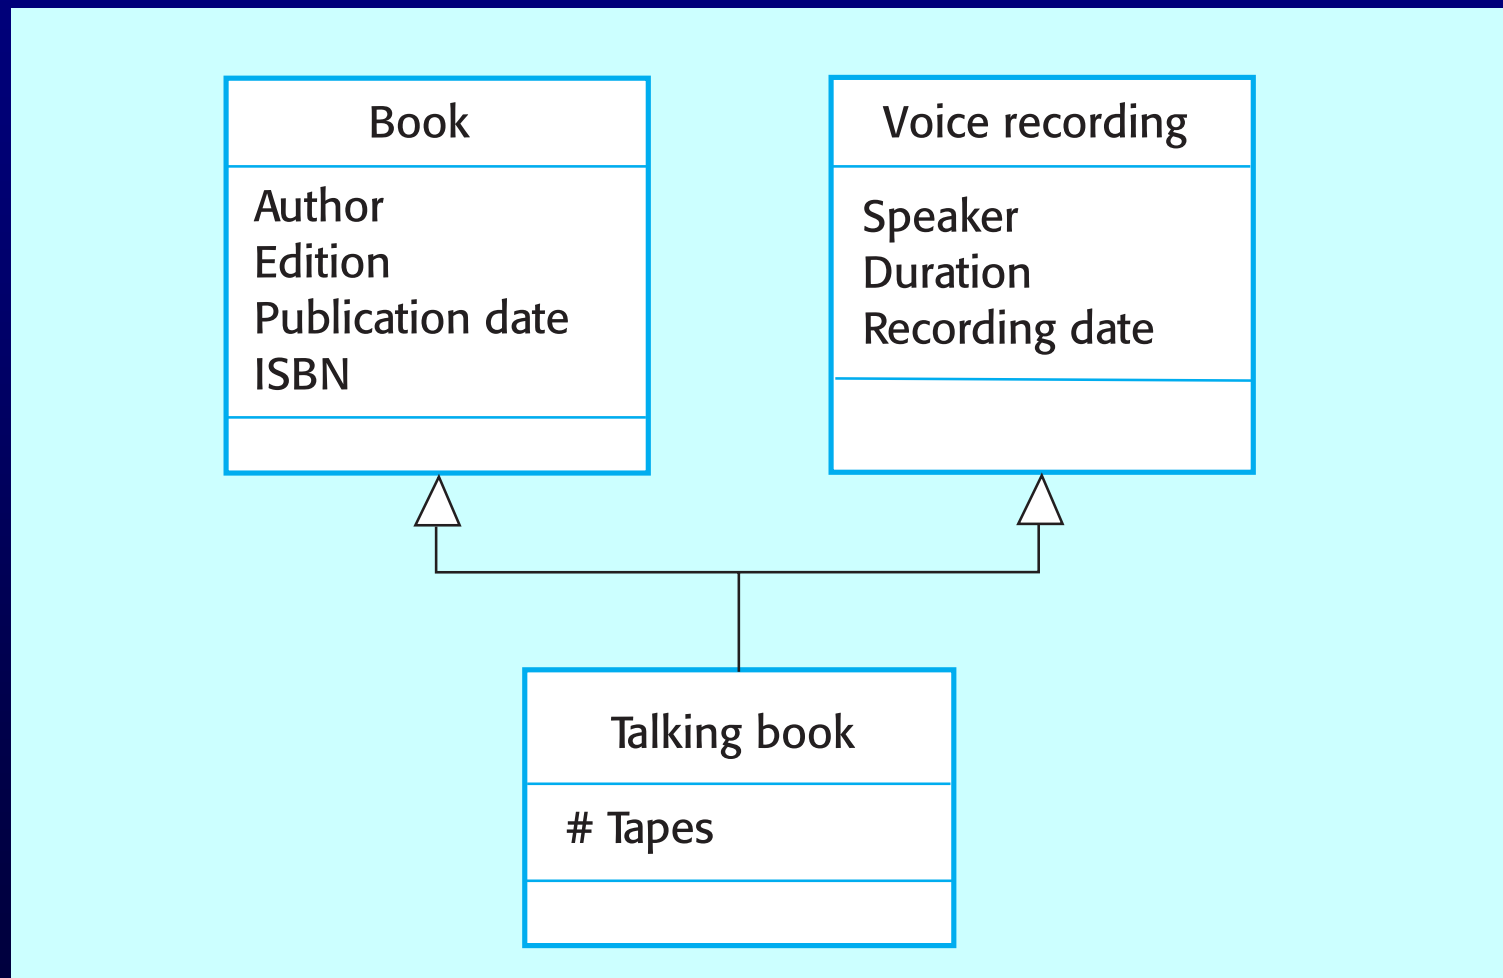 Book
Author
Edition
Publication date
ISBN
Voice recording
Speaker
Duration
Recording date
Talking book
# Tapes